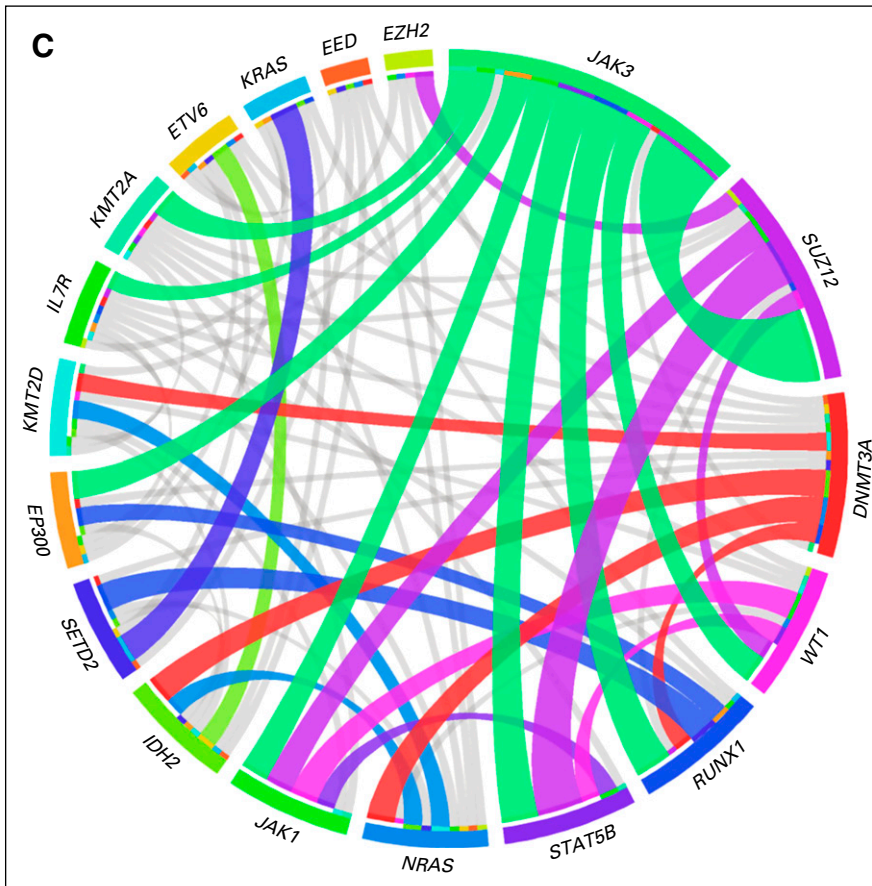 C
EZH2
JAK3
EED
KRAS
ETV6
KMT2A
SUZ12
IL7R
KMT2D
DNMT3A
EP300
SETD2
WT1
IDH2
RUNX1
JAK1
STAT5B
NRAS